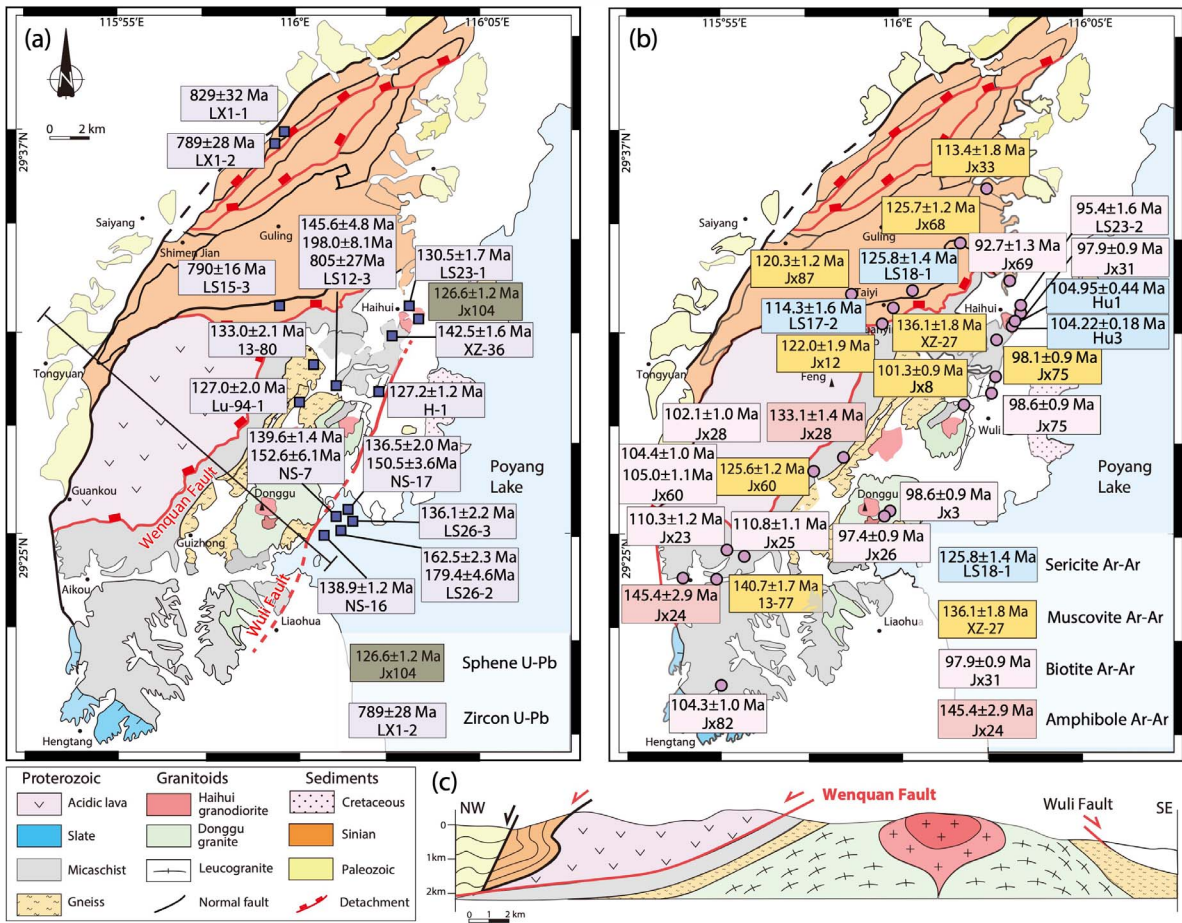 115°55'
116°E
116°05'
(a)
N
0 2 km
29°37'N
29°25'N
829±32 Ma
LX1-1
789±28 Ma
LX1-2
Saiyang
Shimen Jian
Guling
145.6±4.8 Ma
198.0±8.1Ma
805±27Ma
LS12-3
130.5±1.7 Ma
LS23-1
790±16 Ma
LS15-3
Haihui
126.6±1.2 Ma
Jx104
133.0±2.1 Ma
13-80
142.5±1.6 Ma
XZ-36
Tongyuan
127.0±2.0 Ma
Lu-94-1
127.2±1.2 Ma
H-1
139.6±1.4 Ma
152.6±6.1Ma
NS-7
136.5±2.0 Ma
150.5±3.6Ma
NS-17
Poyang
Lake
Guankou
Wenquan Fault
Donggu
136.1±2.2 Ma
LS26-3
Guizhong
162.5±2.3 Ma
179.4±4.6Ma
LS26-2
Aikou
138.9±1.2 Ma
NS-16
Wuli Fault
Liaohua
126.6±1.2 Ma
Jx104
Sphene U-Pb
789±28 Ma
LX1-2
Zircon U-Pb
Hengtang
115°55'
116°E
116°05'
(b)
0 2 km
29°37'N
29°25'N
113.4±1.8 Ma
Jx33
125.7±1.2 Ma
Jx68
95.4±1.6 Ma
LS23-2
Saiyang
Guling
92.7±1.3 Ma
Jx69
97.9±0.9 Ma
Jx31
Shimen Jian
120.3±1.2 Ma
Jx87
125.8±1.4 Ma
LS18-1
Taiyi
Haihui
104.95±0.44 Ma
Hu1
114.3±1.6 Ma
LS17-2
136.1±1.8 Ma
XZ-27
104.22±0.18 Ma
Hu3
122.0±1.9 Ma
Jx12
101.3±0.9 Ma
Jx8
98.1±0.9 Ma
Jx75
Tongyuan
Feng
102.1±1.0 Ma
Jx28
133.1±1.4 Ma
Jx28
98.6±0.9 Ma
Jx75
Wuli
104.4±1.0 Ma
105.0±1.1Ma
Jx60
125.6±1.2 Ma
Jx60
Poyang
Lake
Donggu
98.6±0.9 Ma
Jx3
110.3±1.2 Ma
Jx23
110.8±1.1 Ma
Jx25
97.4±0.9 Ma
Jx26
125.8±1.4 Ma
LS18-1
Sericite Ar-Ar
Aikou
145.4±2.9 Ma
Jx24
140.7±1.7 Ma
13-77
Liaohua
136.1±1.8 Ma
XZ-27
Muscovite Ar-Ar
97.9±0.9 Ma
Jx31
Biotite Ar-Ar
104.3±1.0 Ma
Jx82
145.4±2.9 Ma
Jx24
Amphibole Ar-Ar
Hengtang
Proterozoic
Acidic lava
Slate
Micaschist
Gneiss
Granitoids
Haihui
granodiorite
Donggu
granite
Leucogranite
Normal fault
Sediments
Cretaceous
Sinian
Paleozoic
Detachment
(c)
NW
Wenquan Fault
Wuli Fault
SE
0
1km
2km
0 1 2 km